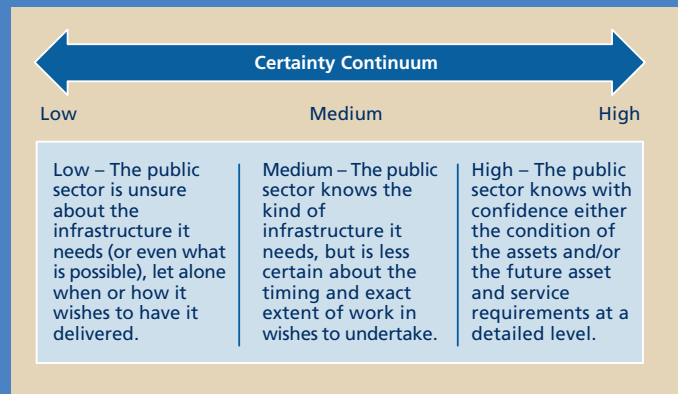 Certainty Continuum
Low
Medium
High
Low – The public
sector is unsure
about the
infrastructure it
needs (or even what
is possible), let alone
when or how it
wishes to have it
delivered.
Medium – The public
sector knows the
kind of
infrastructure it
needs, but is less
certain about the
timing and exact
extent of work in
wishes to undertake.
High – The public
sector knows with
confidence either
the condition of
the assets and/or
the future asset
and service
requirements at a
detailed level.